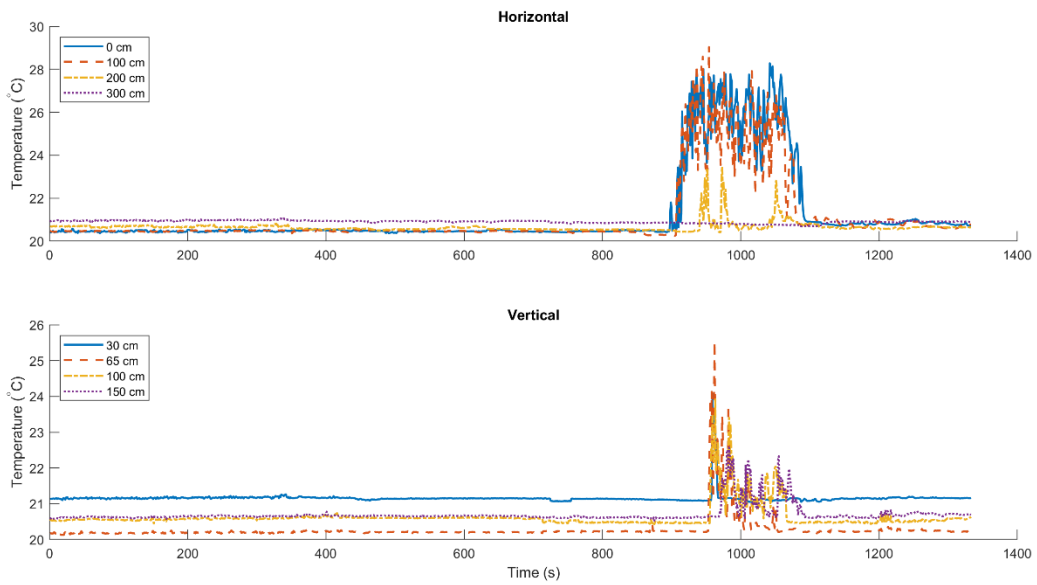 Horizontal
Temperature (°C)
30
28
26
24
22
20
0 cm
100 cm
200 cm
300 cm
0 200 400 600 800 1000 1200 1400
Vertical
Temperature (°C)
26
25
24
23
22
21
20
30 cm
65 cm
100 cm
150 cm
0 200 400 600 800 1000 1200 1400
Time (s)